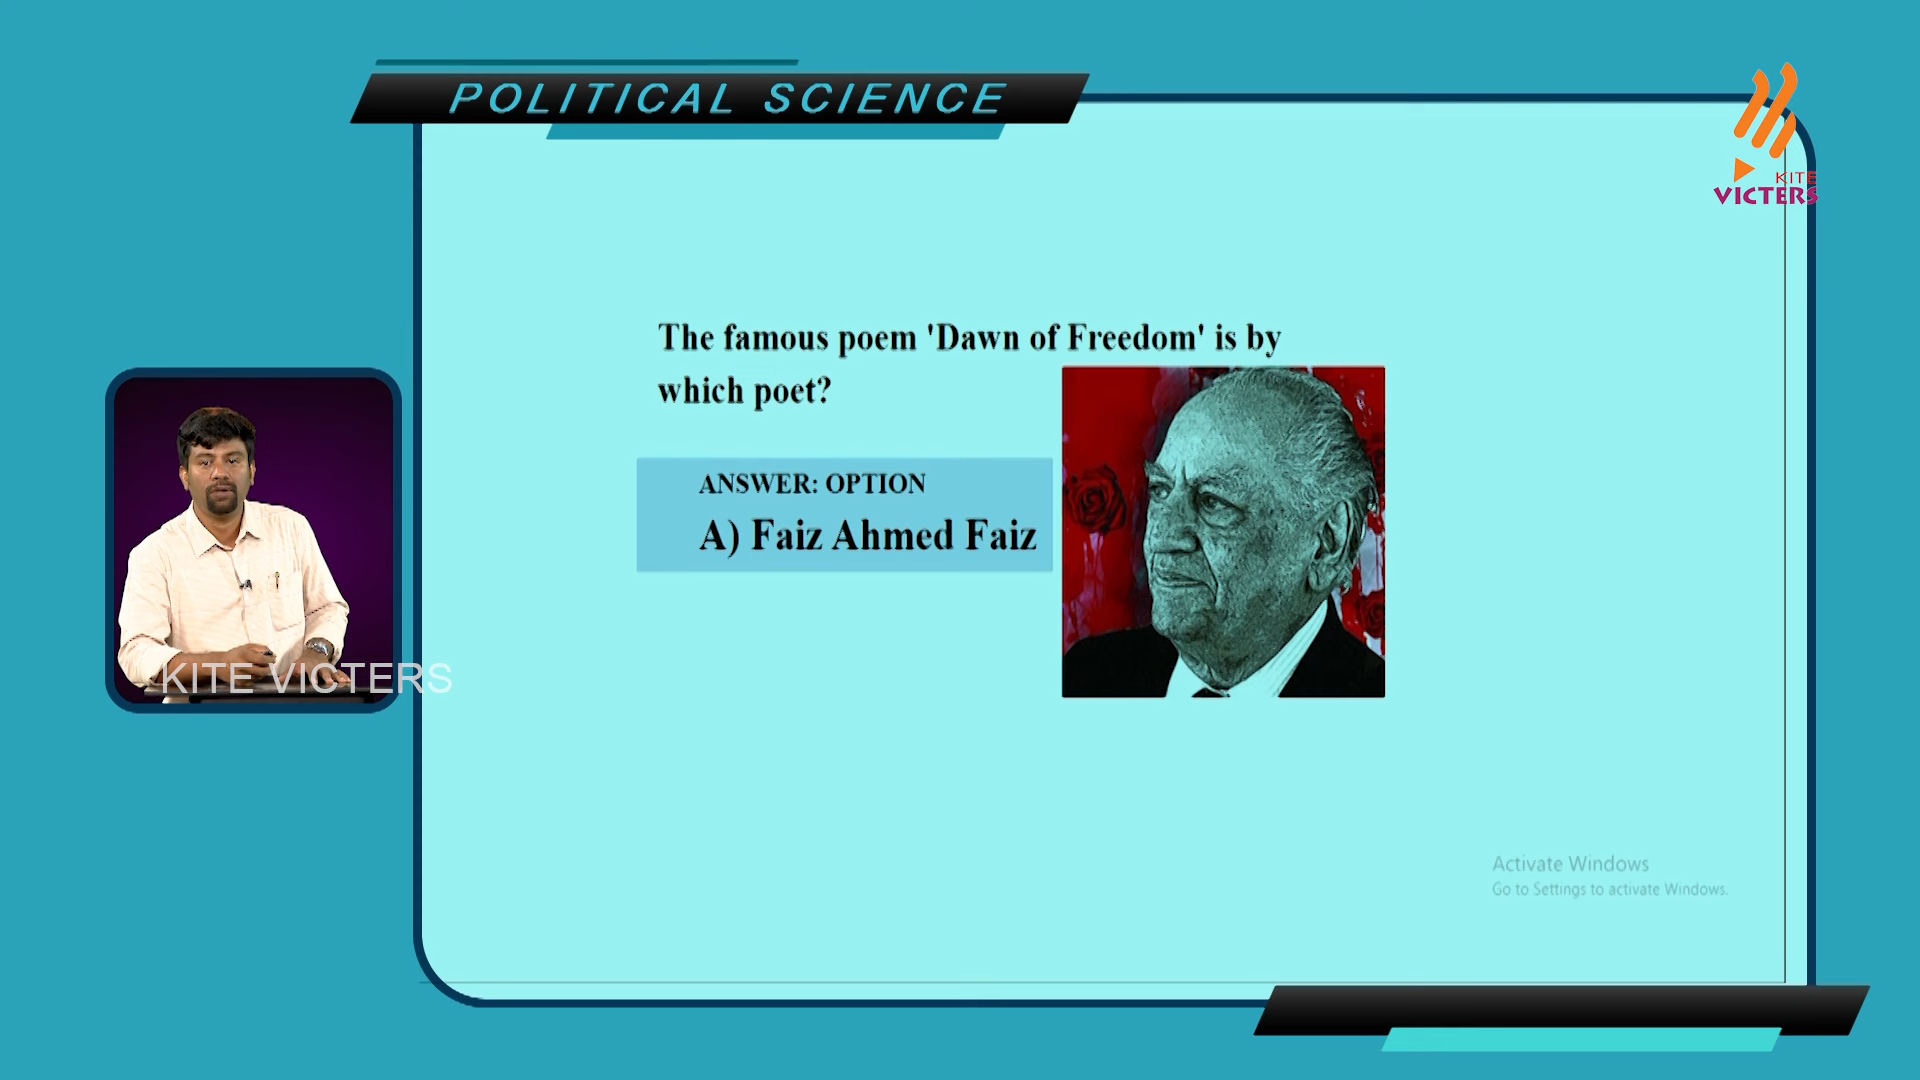 POLITICAL SCIENCE
KITE
VICTERS
The famous poem 'Dawn of Freedom' is by
which poet?
ANSWER: OPTION
A) Faiz Ahmed Faiz
KITE VICTERS
Activate Windows
Go to Settings to activate Windows.